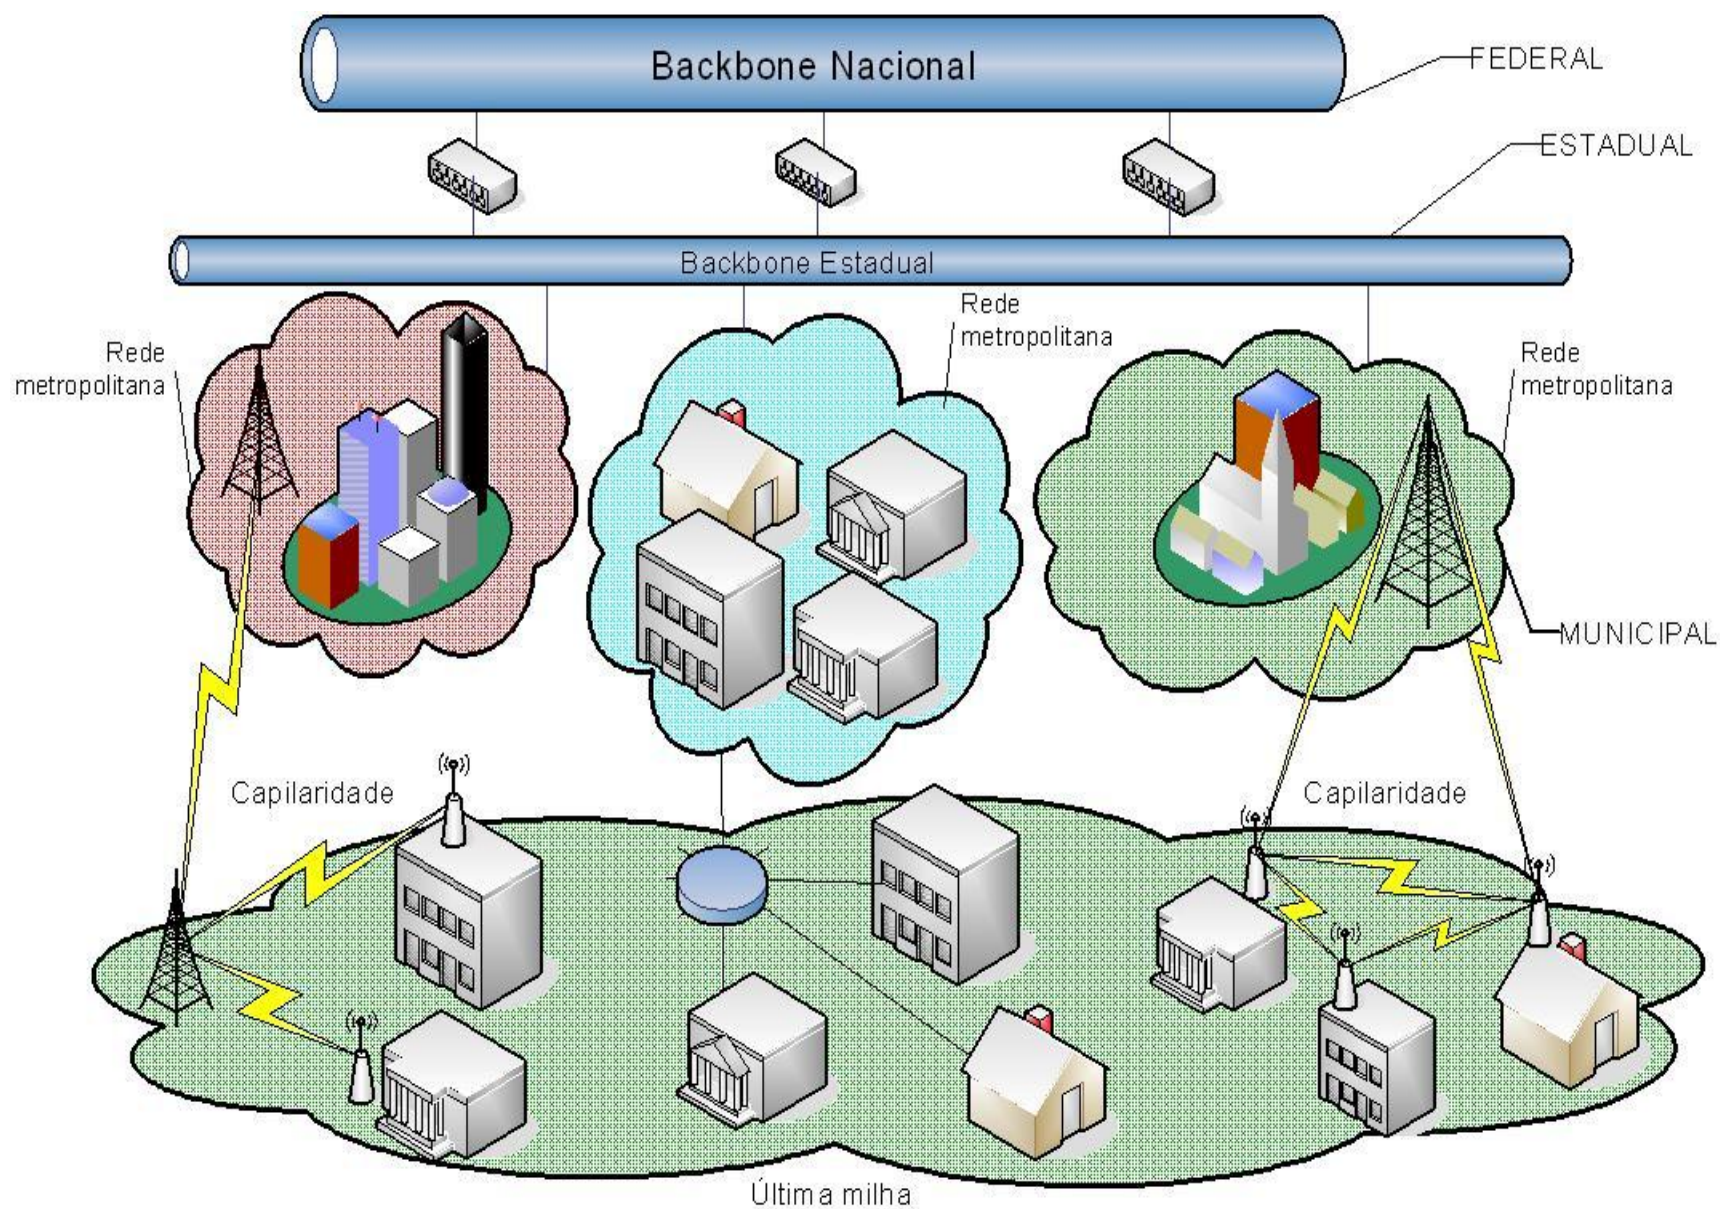 Backbone Nacional
FEDERAL
ESTADUAL
Backbone Estadual
Rede
metropolitana
Rede
metropolitana
Rede
metropolitana
MUNICIPAL
Capilaridade
Capilaridade
Última milha